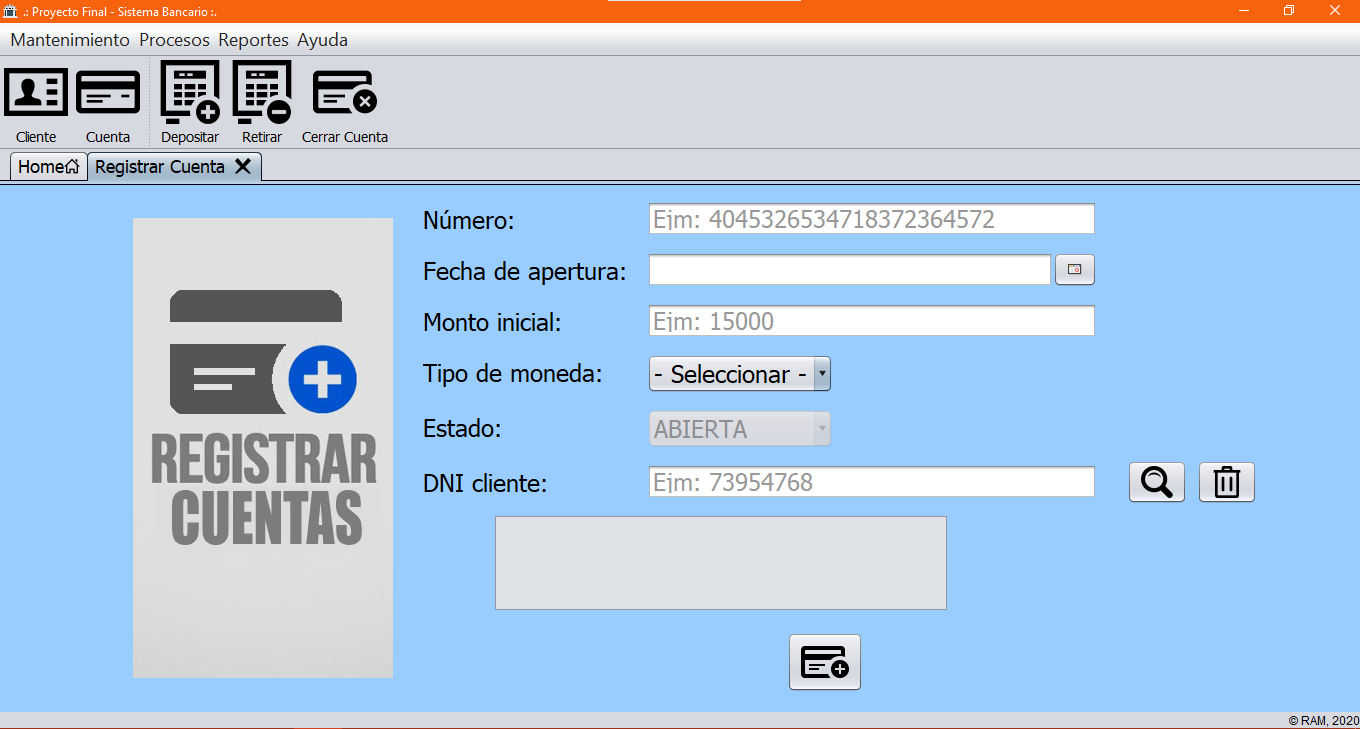 .: Proyecto Final - Sistema Bancario :.
Mantenimiento Procesos Reportes Ayuda
Cliente Cuenta Depositar Retirar Cerrar Cuenta
Home Registrar Cuenta
Número: Ejm: 4045326534718372364572
Fecha de apertura:
Monto inicial: Ejm: 15000
Tipo de moneda: - Seleccionar -
Estado: ABIERTA
DNI cliente: Ejm: 73954768
REGISTRAR
CUENTAS
© RAM, 2020